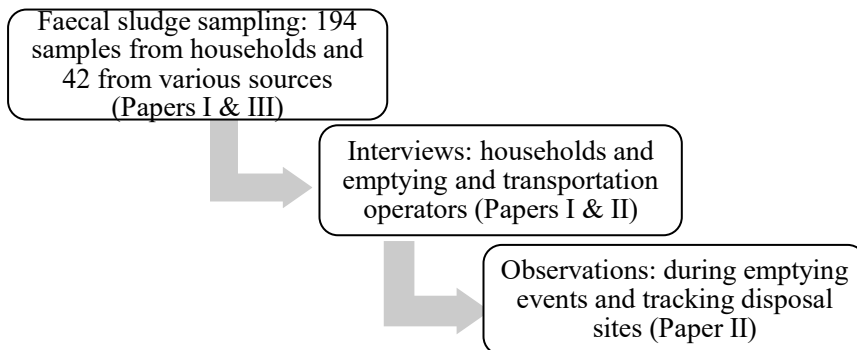 Faecal sludge sampling: 194
samples from households and
42 from various sources
(Papers I & III)
Interviews: households and
emptying and transportation
operators (Papers I & II)
Observations: during emptying
events and tracking disposal
sites (Paper II)